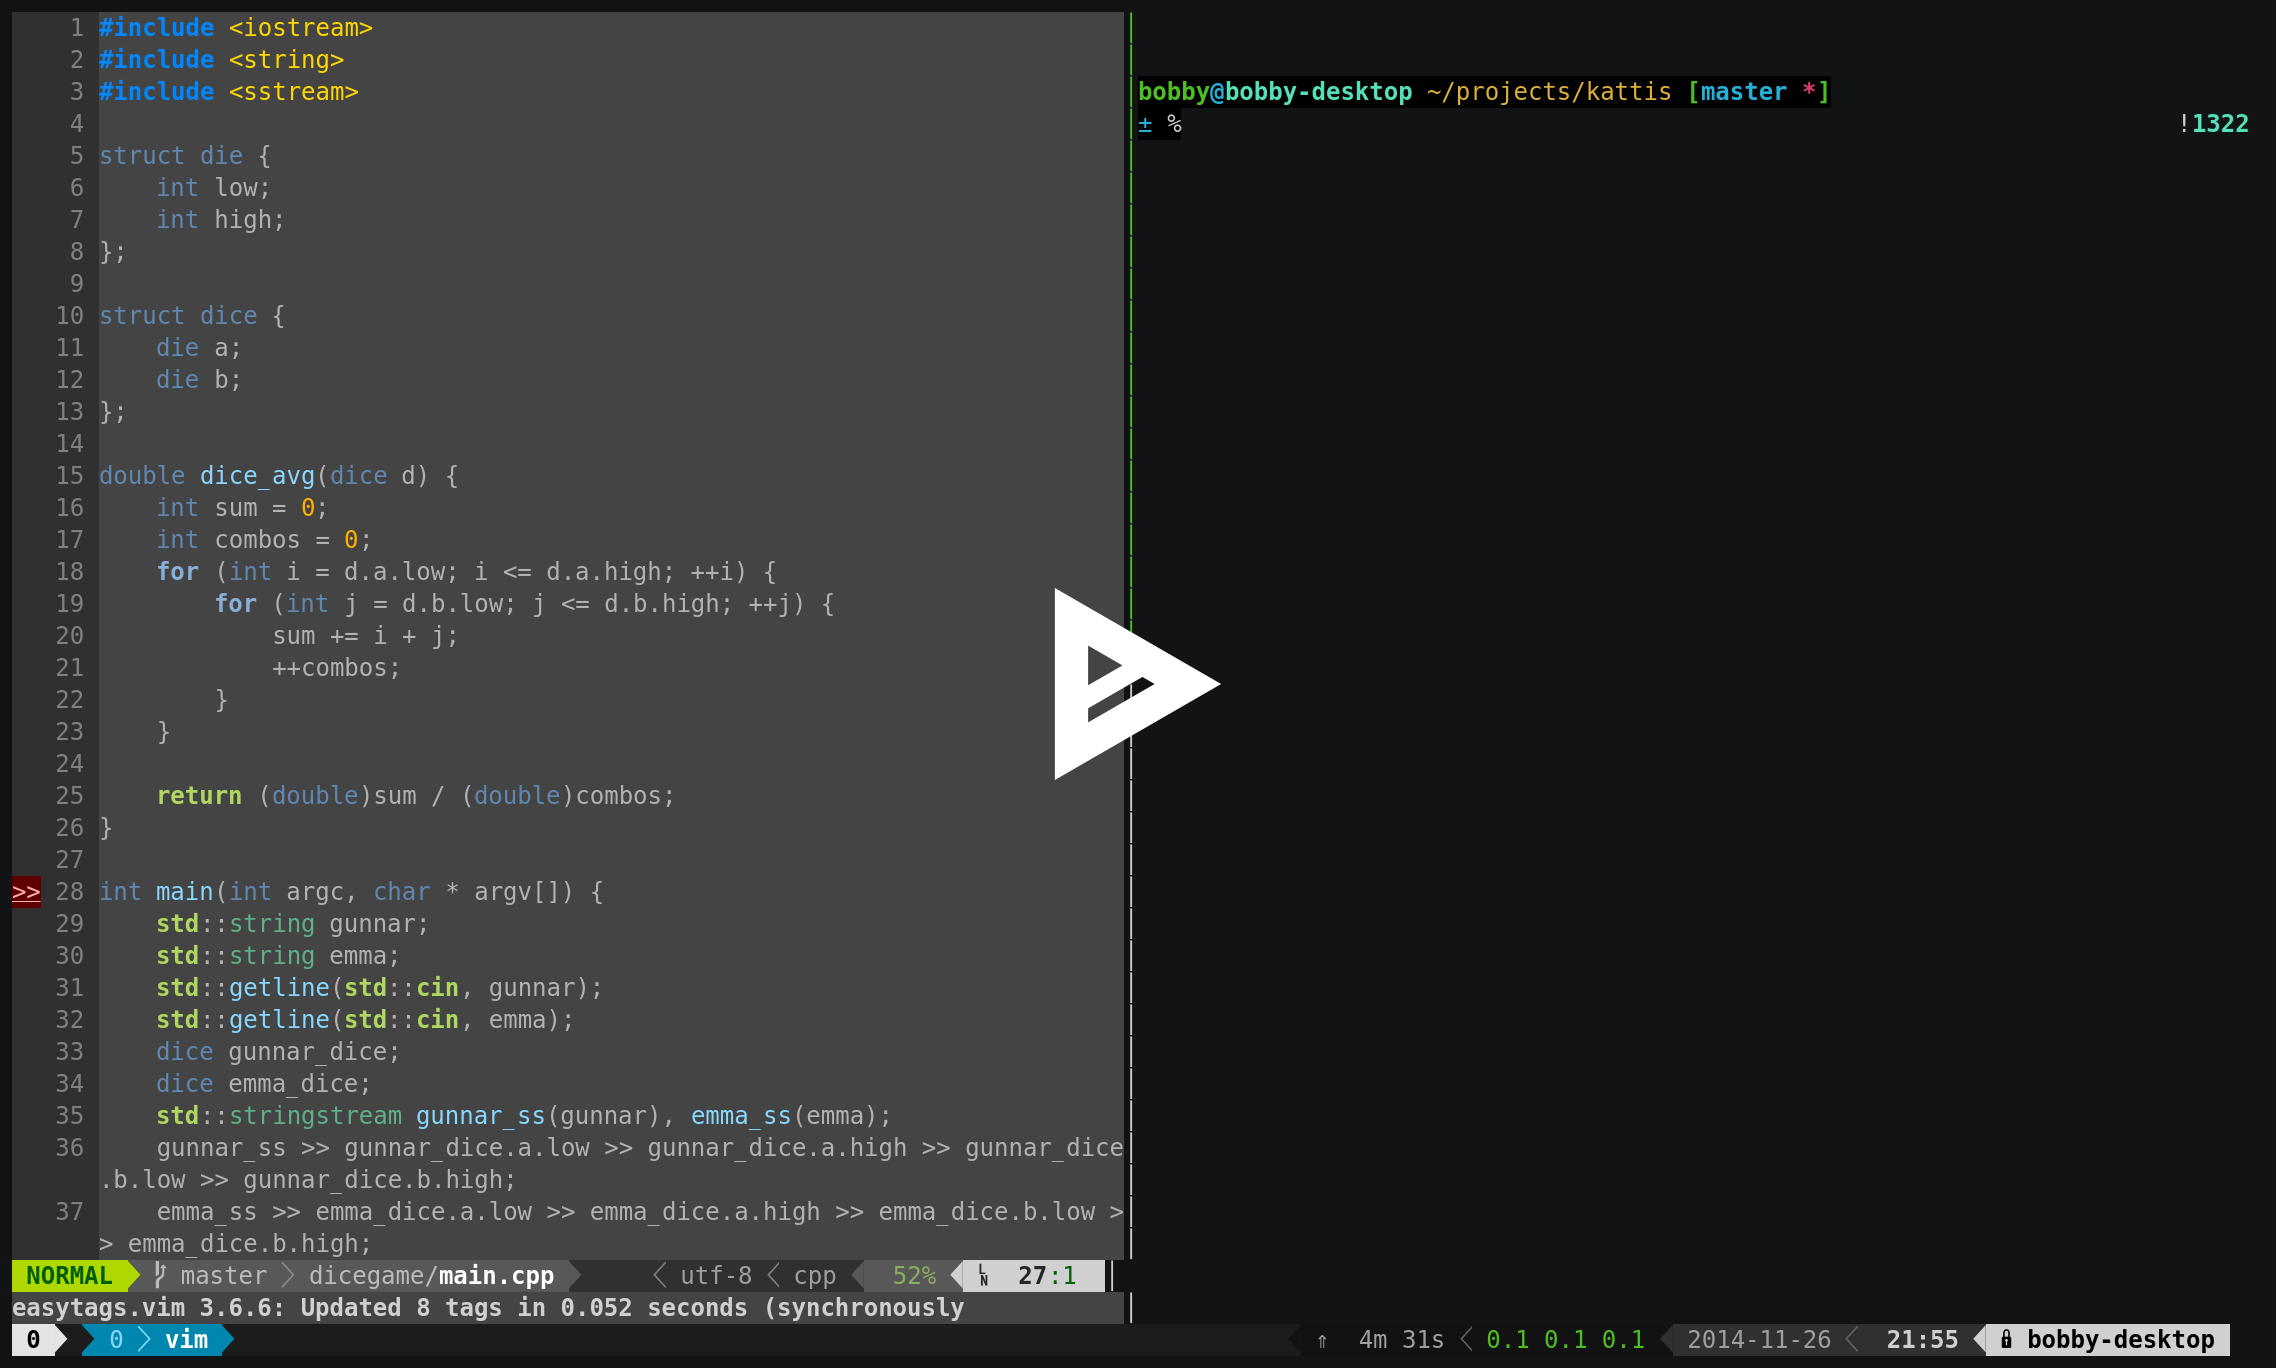 1 #include <iostream>
2 #include <string>
3 #include <sstream>
4
5 struct die {
6     int low;
7     int high;
8 };
9
10 struct dice {
11     die a;
12     die b;
13 };
14
15 double dice_avg(dice d) {
16     int sum = 0;
17     int combos = 0;
18     for (int i = d.a.low; i <= d.a.high; ++i) {
19         for (int j = d.b.low; j <= d.b.high; ++j) {
20             sum += i + j;
21             ++combos;
22         }
23     }
24
25     return (double)sum / (double)combos;
26 }
27
>> 28 int main(int argc, char * argv[]) {
29     std::string gunnar;
30     std::string emma;
31     std::getline(std::cin, gunnar);
32     std::getline(std::cin, emma);
33     dice gunnar_dice;
34     dice emma_dice;
35     std::stringstream gunnar_ss(gunnar), emma_ss(emma);
36     gunnar_ss >> gunnar_dice.a.low >> gunnar_dice.a.high >> gunnar_dice
.b.low >> gunnar_dice.b.high;
37     emma_ss >> emma_dice.a.low >> emma_dice.a.high >> emma_dice.b.low >
> emma_dice.b.high;
NORMAL master dicegame/main.cpp utf-8 cpp 52% LN 27:1
easytags.vim 3.6.6: Updated 8 tags in 0.052 seconds (synchronously
bobby@bobby-desktop ~/projects/kattis [master *]
± % !1322
0 0 vim ⇑ 4m 31s 0.1 0.1 0.1 2014-11-26 21:55 bobby-desktop